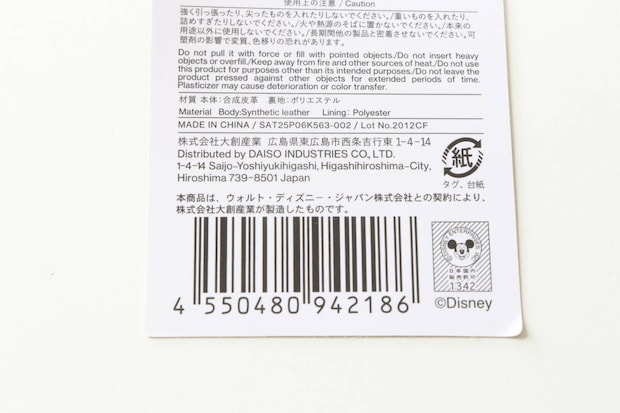 使用上の注意 / Caution
強く引っ張ったり、尖ったものを入れたりしないでください。/重いものを入れたり、
詰めすぎたりしないでください。/火や熱源のそばに置かないでください。/本来の
用途以外に使用しないでください。/長期間他の製品と密着させないでください。可
塑剤の影響で変質、色移りの恐れがあります。
Do not pull it with force or fill with pointed objects./Do not insert heavy
objects or overfill./Keep away from fire and other sources of heat./Do not use
this product for purposes other than its intended purposes./Do not leave the
product pressed against other objects for extended periods of time.
Plasticizer may cause deterioration or color transfer.
材質 本体:合成皮革 裏地:ポリエステル
Material Body:Synthetic leather Lining: Polyester
MADE IN CHINA / SAT25P06K563-002 / Lot No.2012CF
株式会社大創産業 広島県東広島市西条吉行東 1-4-14
Distributed by DAISO INDUSTRIES CO., LTD.
1-4-14 Saijo-Yoshiyukihigashi, Higashihiroshima-City,
Hiroshima 739-8501 Japan
紙
タグ、台紙
本商品は、ウォルト・ディズニー・ジャパン株式会社との契約により、
株式会社大創産業が製造したものです。
4 550480 942186
日本国内
販売許可
1342
©Disney